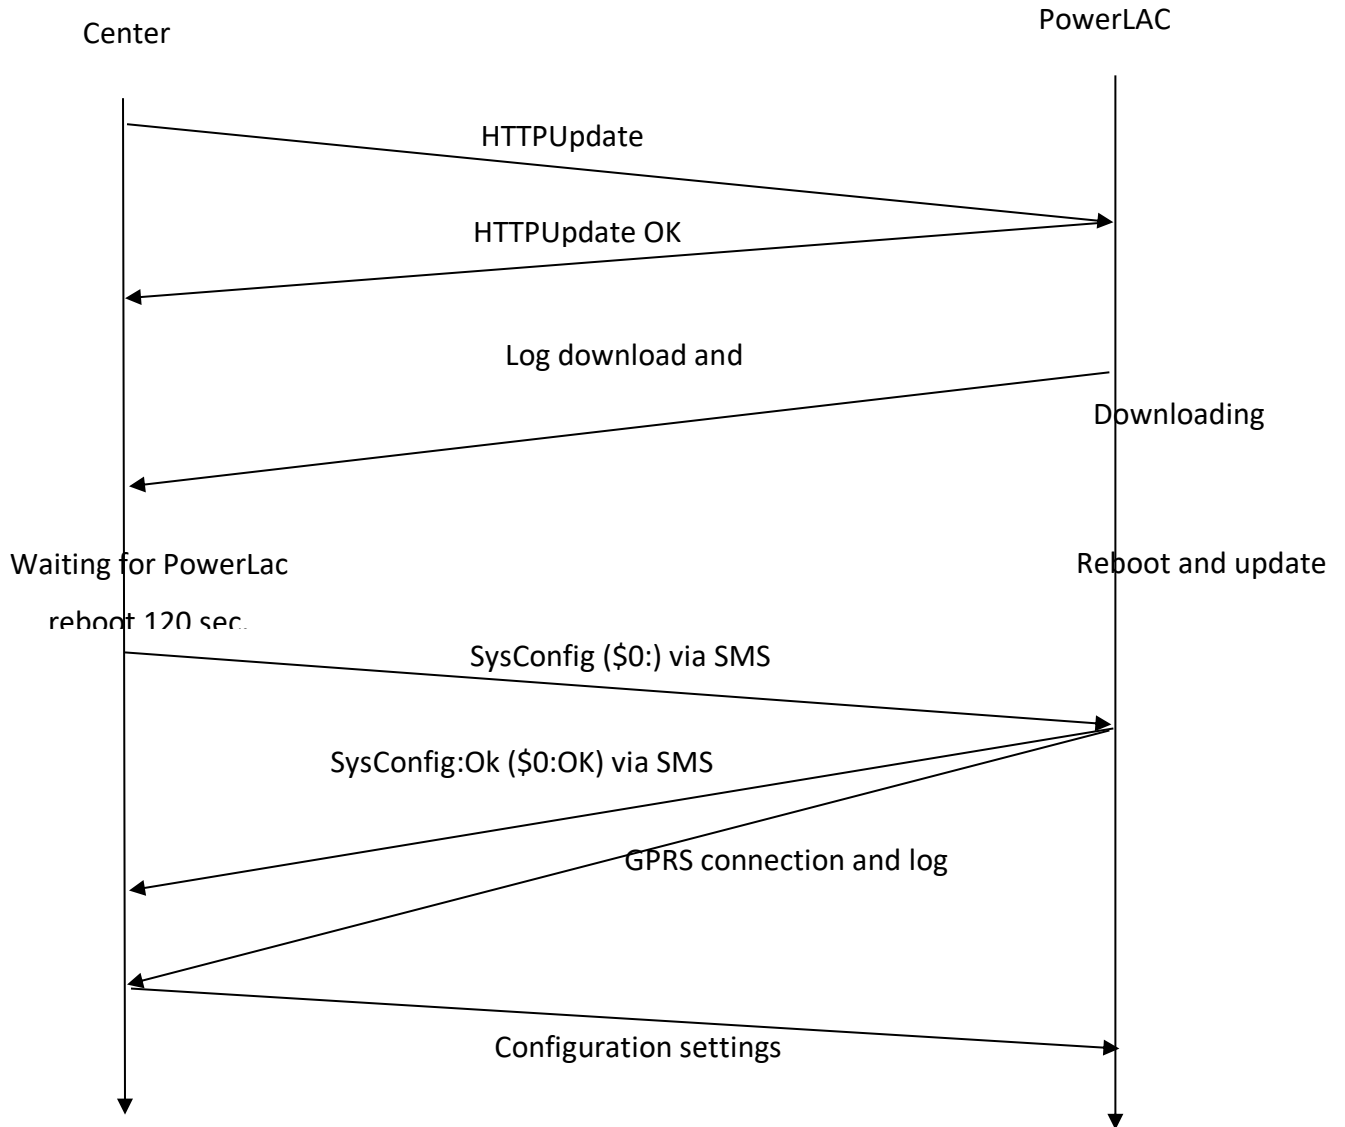 Center
PowerLAC
HTTPUpdate
HTTPUpdate OK
Log download and
Downloading
Waiting for PowerLac
reboot 120 sec.
Reboot and update
SysConfig ($0:) via SMS
SysConfig:Ok ($0:OK) via SMS
GPRS connection and log
Configuration settings